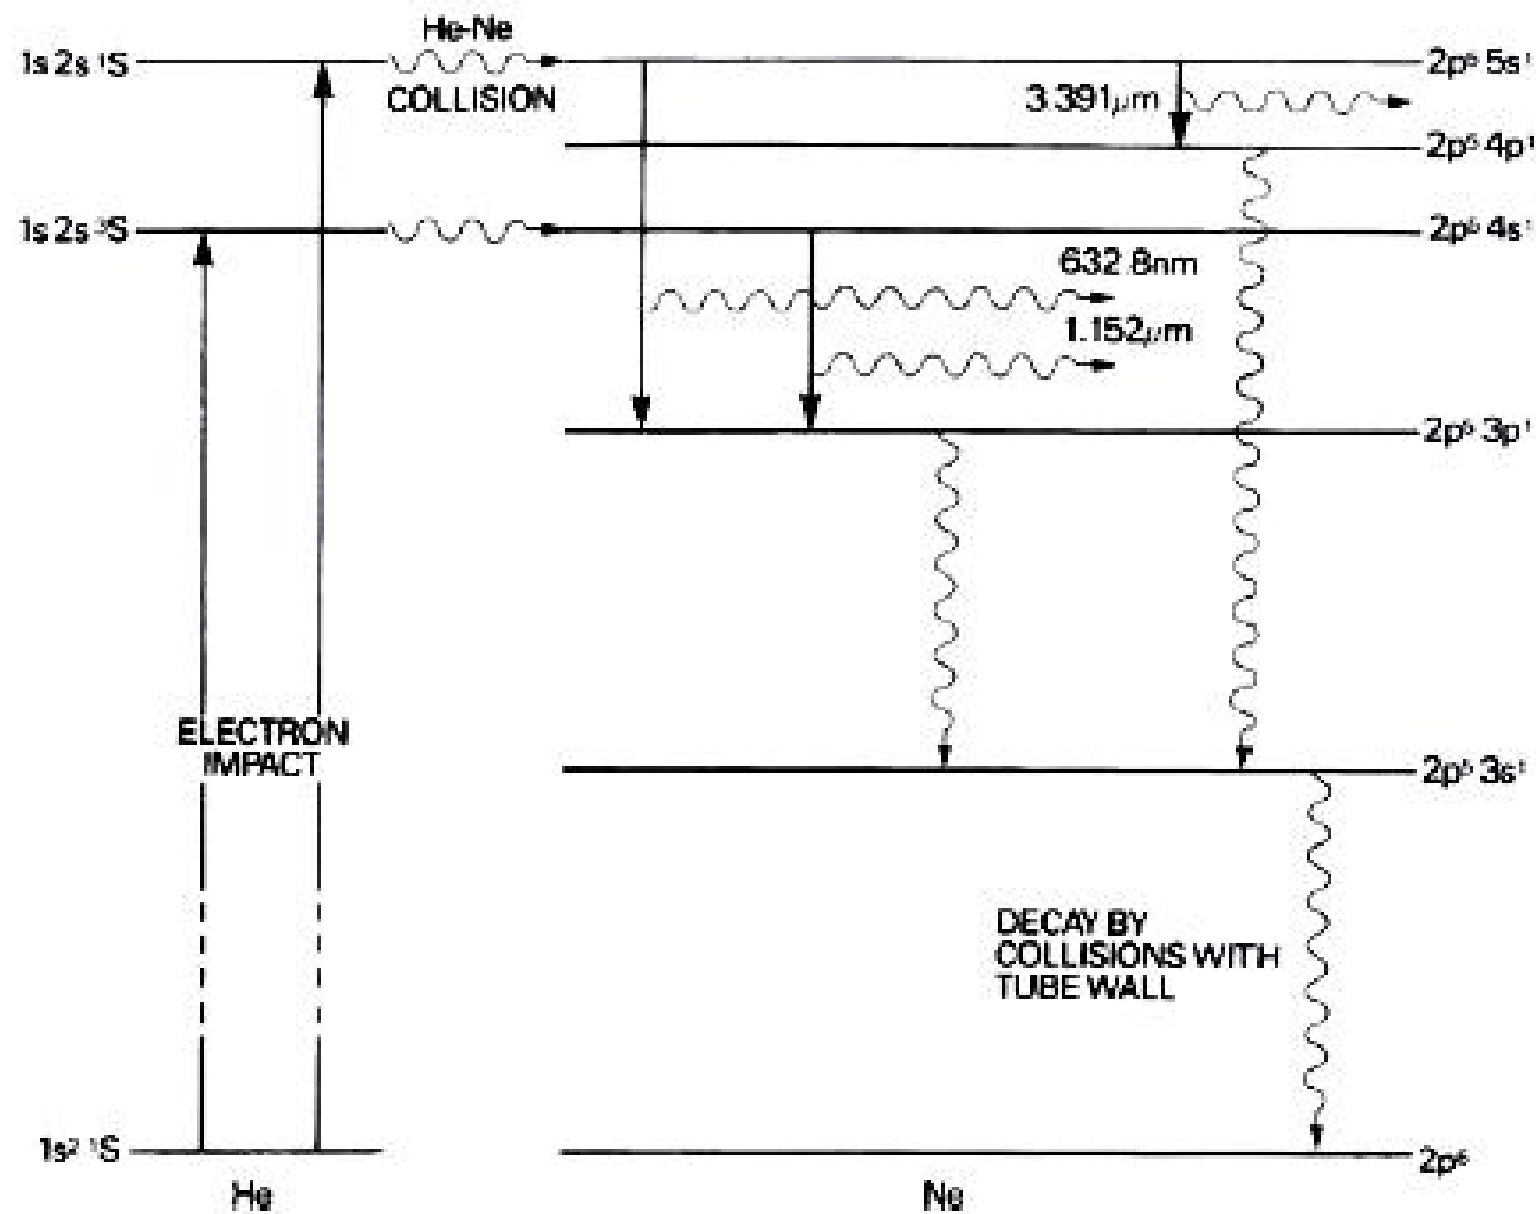 He-Ne
1s 2s ¹S
COLLISION
2p⁵ 5s¹
3.391μm
2p⁵ 4p¹
1s 2s ³S
2p⁵ 4s¹
632.8nm
1.152μm
2p⁵ 3p¹
ELECTRON
IMPACT
2p⁵ 3s¹
DECAY BY
COLLISIONS WITH
TUBE WALL
1s² ¹S
2p⁶
He
Ne